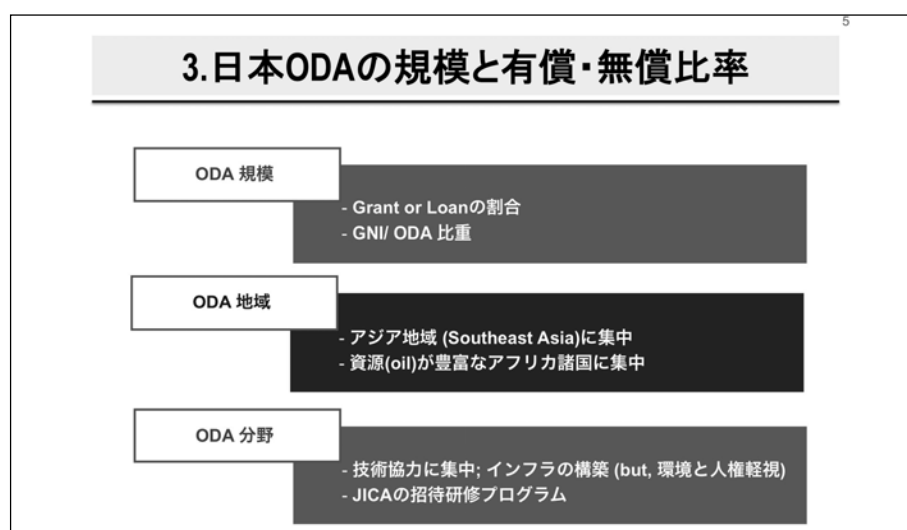 5
3.日本ODAの規模と有償・無償比率
ODA 規模
- Grant or Loanの割合
- GNI/ ODA 比重
ODA 地域
- アジア地域 (Southeast Asia)に集中
- 資源(oil)が豊富なアフリカ諸国に集中
ODA 分野
- 技術協力に集中; インフラの構築 (but, 環境と人権軽視)
- JICAの招待研修プログラム